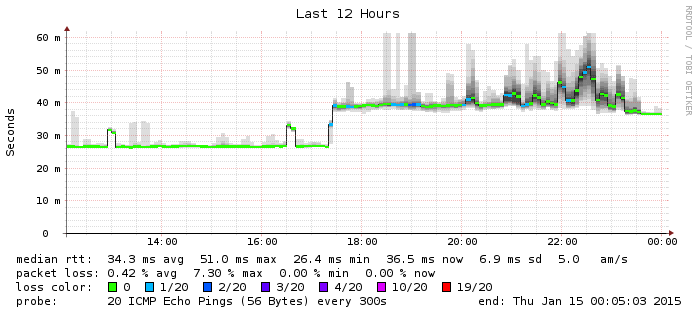 Last 12 Hours
RRDTOOL / TOBI OETIKER
Seconds
60 m
50 m
40 m
30 m
20 m
10 m
0
14:00 16:00 18:00 20:00 22:00 00:00
median rtt: 34.3 ms avg 51.0 ms max 26.4 ms min 36.5 ms now 6.9 ms sd 5.0 am/s
packet loss: 0.42 % avg 7.30 % max 0.00 % min 0.00 % now
loss color: 0 1/20 2/20 3/20 4/20 10/20 19/20
probe: 20 ICMP Echo Pings (56 Bytes) every 300s end: Thu Jan 15 00:05:03 2015